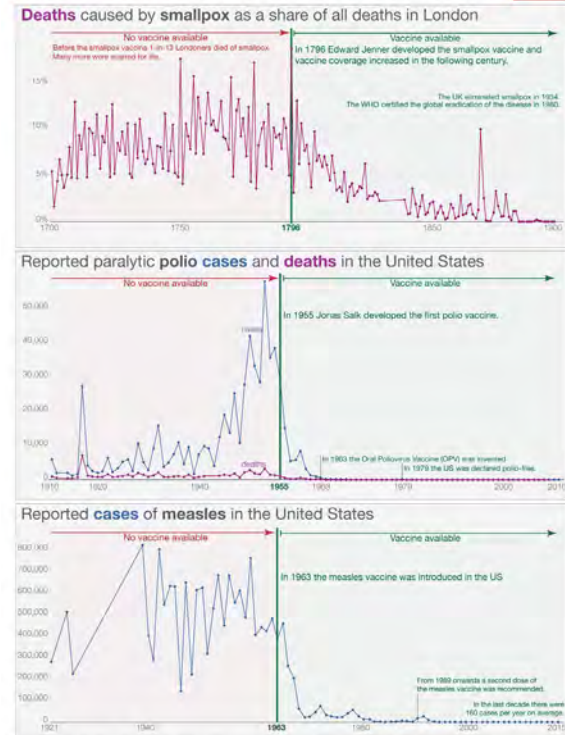 Deaths caused by smallpox as a share of all deaths in London
No vaccine available
Vaccine available
Before the smallpox vaccine 1-in-13 Londoners died of smallpox.
Many more were scarred for life.
In 1796 Edward Jenner developed the smallpox vaccine and
vaccine coverage increased in the following century.
The UK eliminated smallpox in 1934.
The WHO certified the global eradication of the disease in 1980.
15%
10%
5%
0%
1700
1750
1796
1850
1900
Reported paralytic polio cases and deaths in the United States
No vaccine available
Vaccine available
In 1955 Jonas Salk developed the first polio vaccine.
50,000
40,000
30,000
20,000
10,000
0
cases
deaths
In 1963 the Oral Poliovirus Vaccine (OPV) was invented
In 1979 the US was declared polio-free.
1910
1920
1940
1955
1963
1979
2000
2010
Reported cases of measles in the United States
No vaccine available
Vaccine available
In 1963 the measles vaccine was introduced in the US
800,000
700,000
600,000
500,000
400,000
300,000
200,000
100,000
0
From 1989 onwards a second dose of
the measles vaccine was recommended.
In the last decade there were
160 cases per year on average.
1921
1940
1963
1980
2000
2015